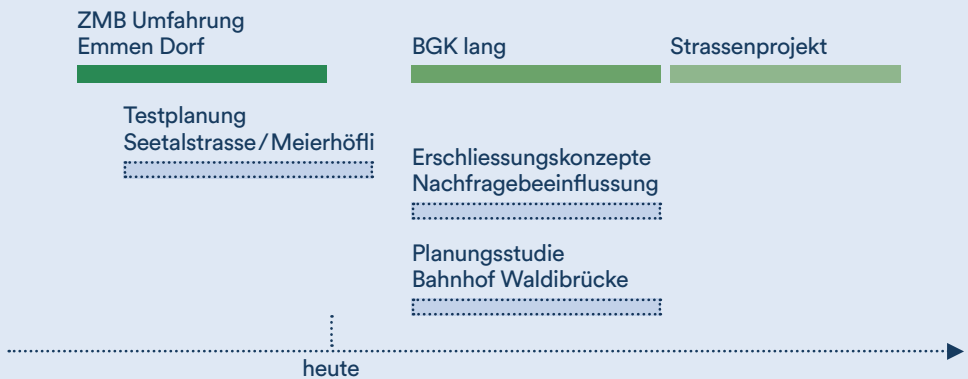 ZMB Umfahrung
Emmen Dorf
BGK lang
Strassenprojekt
Testplanung
Seetalstrasse / Meierhöfli
Erschliessungskonzepte
Nachfragebeeinflussung
Planungsstudie
Bahnhof Waldibrücke
heute